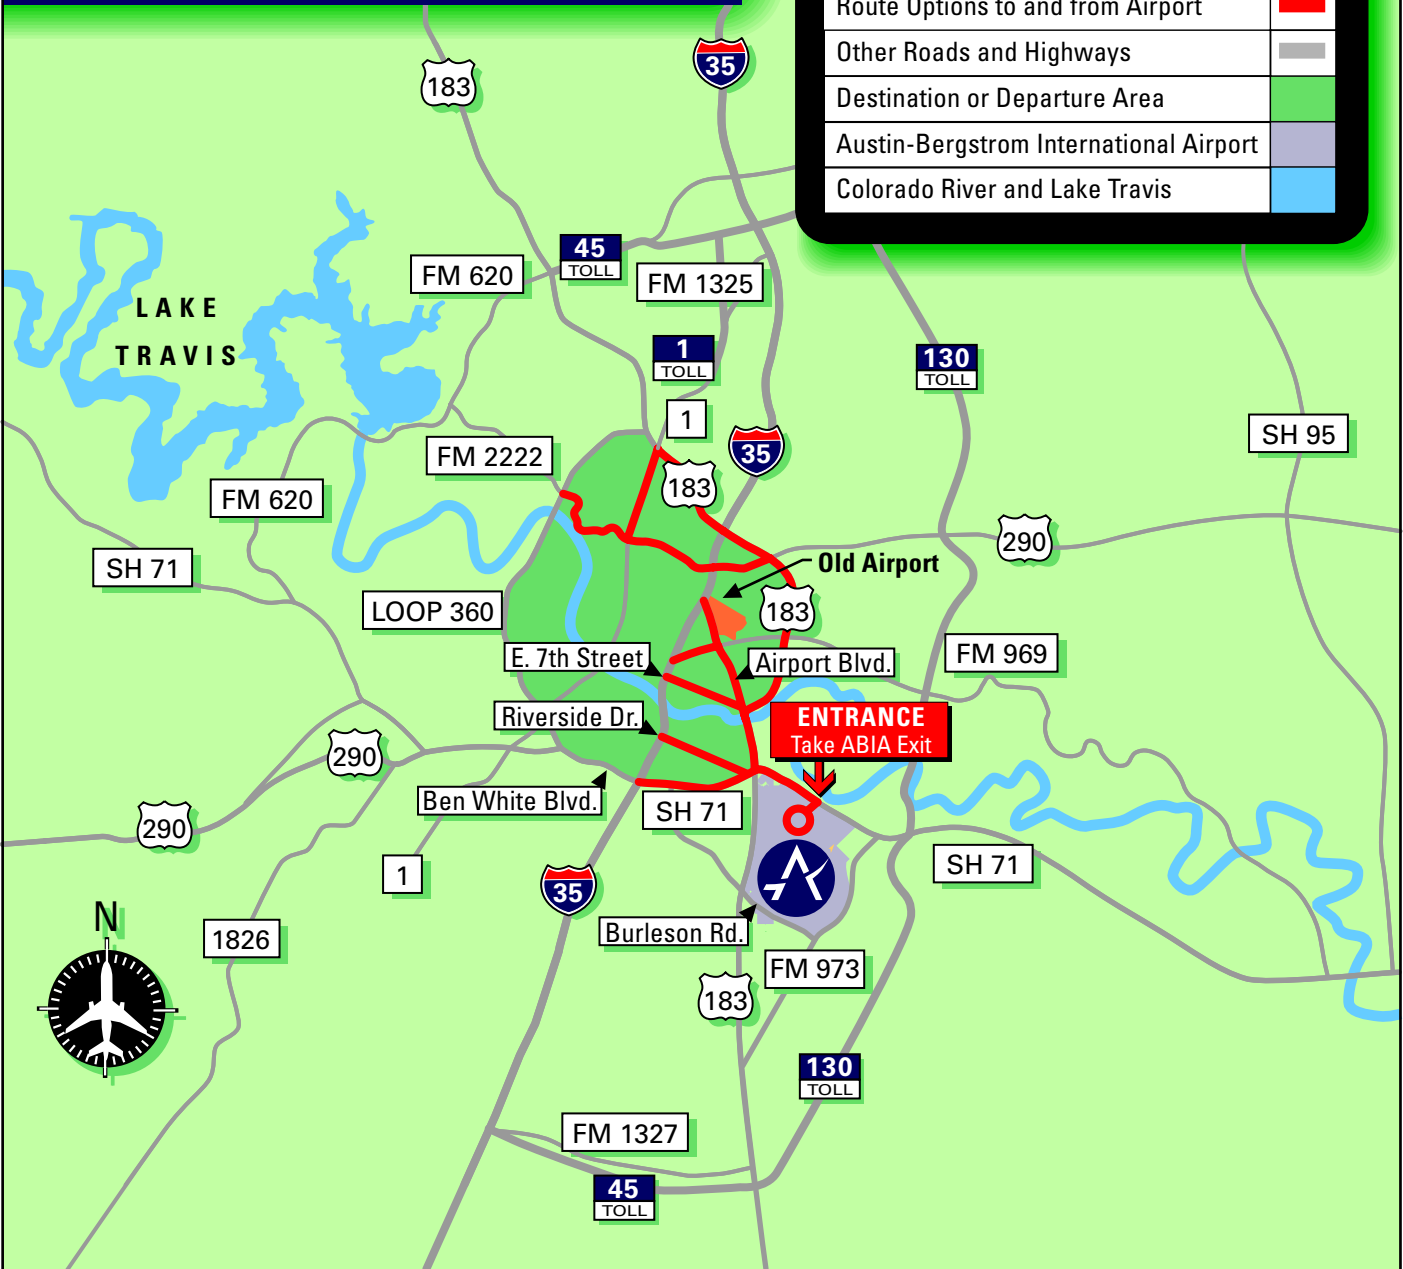 Route Options to and from Airport
Other Roads and Highways
Destination or Departure Area
Austin-Bergstrom International Airport
Colorado River and Lake Travis
183
35
45
TOLL
FM 620
FM 1325
LAKE
TRAVIS
1
TOLL
130
TOLL
1
SH 95
FM 2222
35
183
FM 620
290
Old Airport
SH 71
LOOP 360
183
E. 7th Street
Airport Blvd.
FM 969
Riverside Dr.
ENTRANCE
Take ABIA Exit
290
Ben White Blvd.
SH 71
290
SH 71
1
35
N
1826
Burleson Rd.
FM 973
183
130
TOLL
FM 1327
45
TOLL